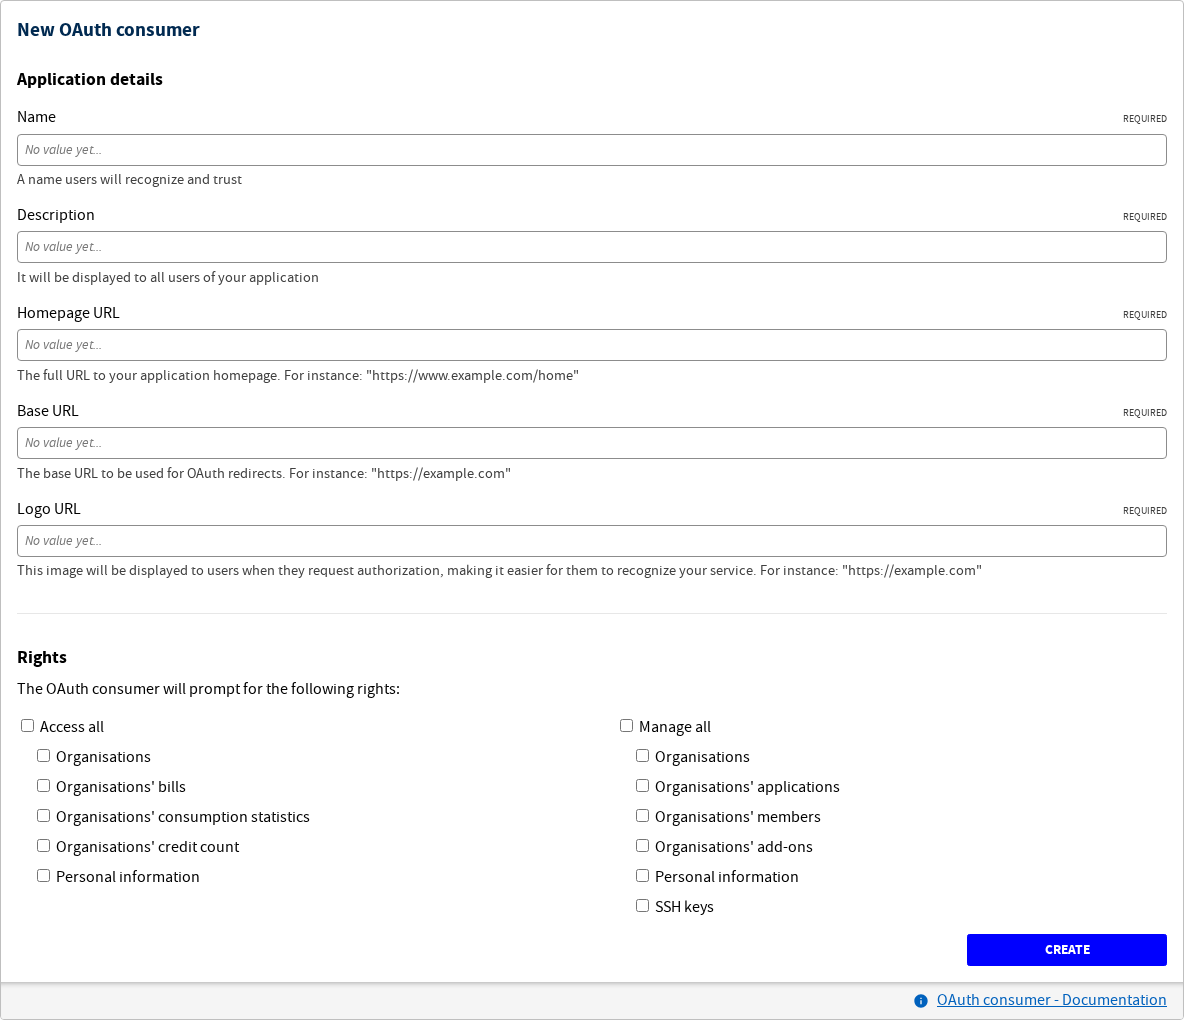 New OAuth consumer
Application details
Name
REQUIRED
No value yet...
A name users will recognize and trust
Description
REQUIRED
No value yet...
It will be displayed to all users of your application
Homepage URL
REQUIRED
No value yet...
The full URL to your application homepage. For instance: "https://www.example.com/home"
Base URL
REQUIRED
No value yet...
The base URL to be used for OAuth redirects. For instance: "https://example.com"
Logo URL
REQUIRED
No value yet...
This image will be displayed to users when they request authorization, making it easier for them to recognize your service. For instance: "https://example.com"
Rights
The OAuth consumer will prompt for the following rights:
Access all
Organisations
Organisations' bills
Organisations' consumption statistics
Organisations' credit count
Personal information
Manage all
Organisations
Organisations' applications
Organisations' members
Organisations' add-ons
Personal information
SSH keys
CREATE
OAuth consumer - Documentation